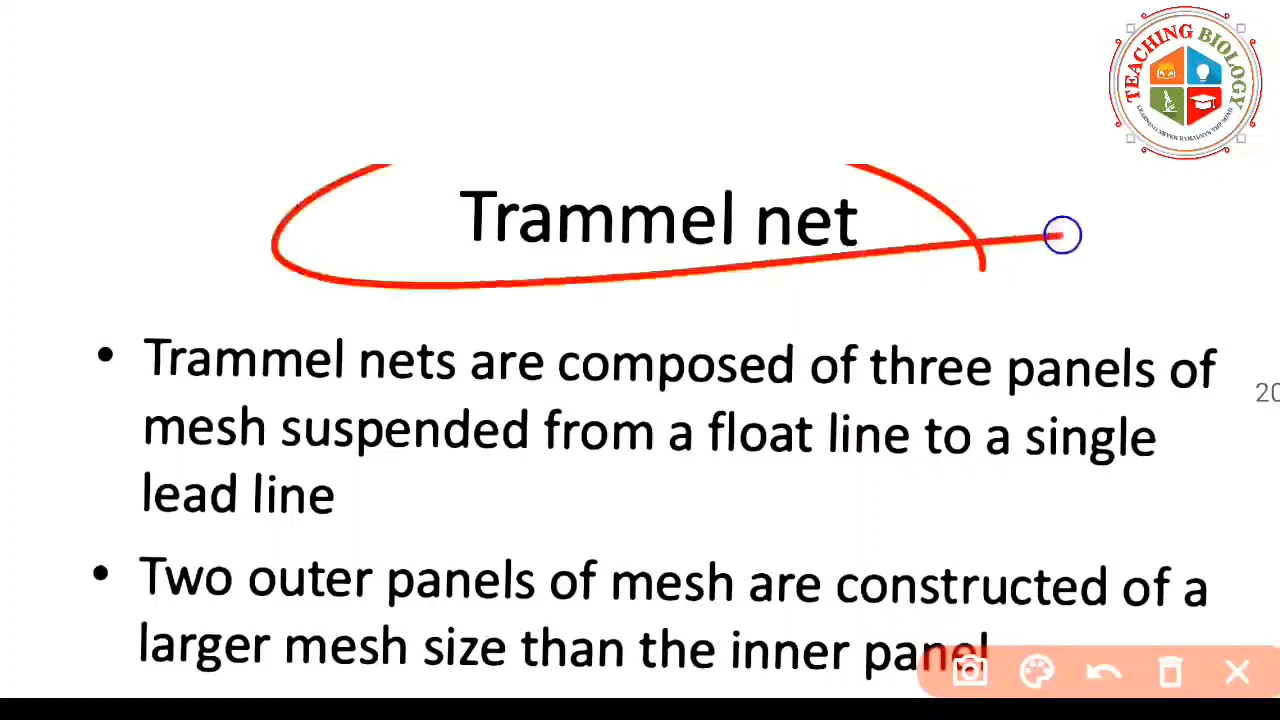 TEACHING BIOLOGY
Trammel net
• Trammel nets are composed of three panels of
mesh suspended from a float line to a single
lead line
20
• Two outer panels of mesh are constructed of a
larger mesh size than the inner panel